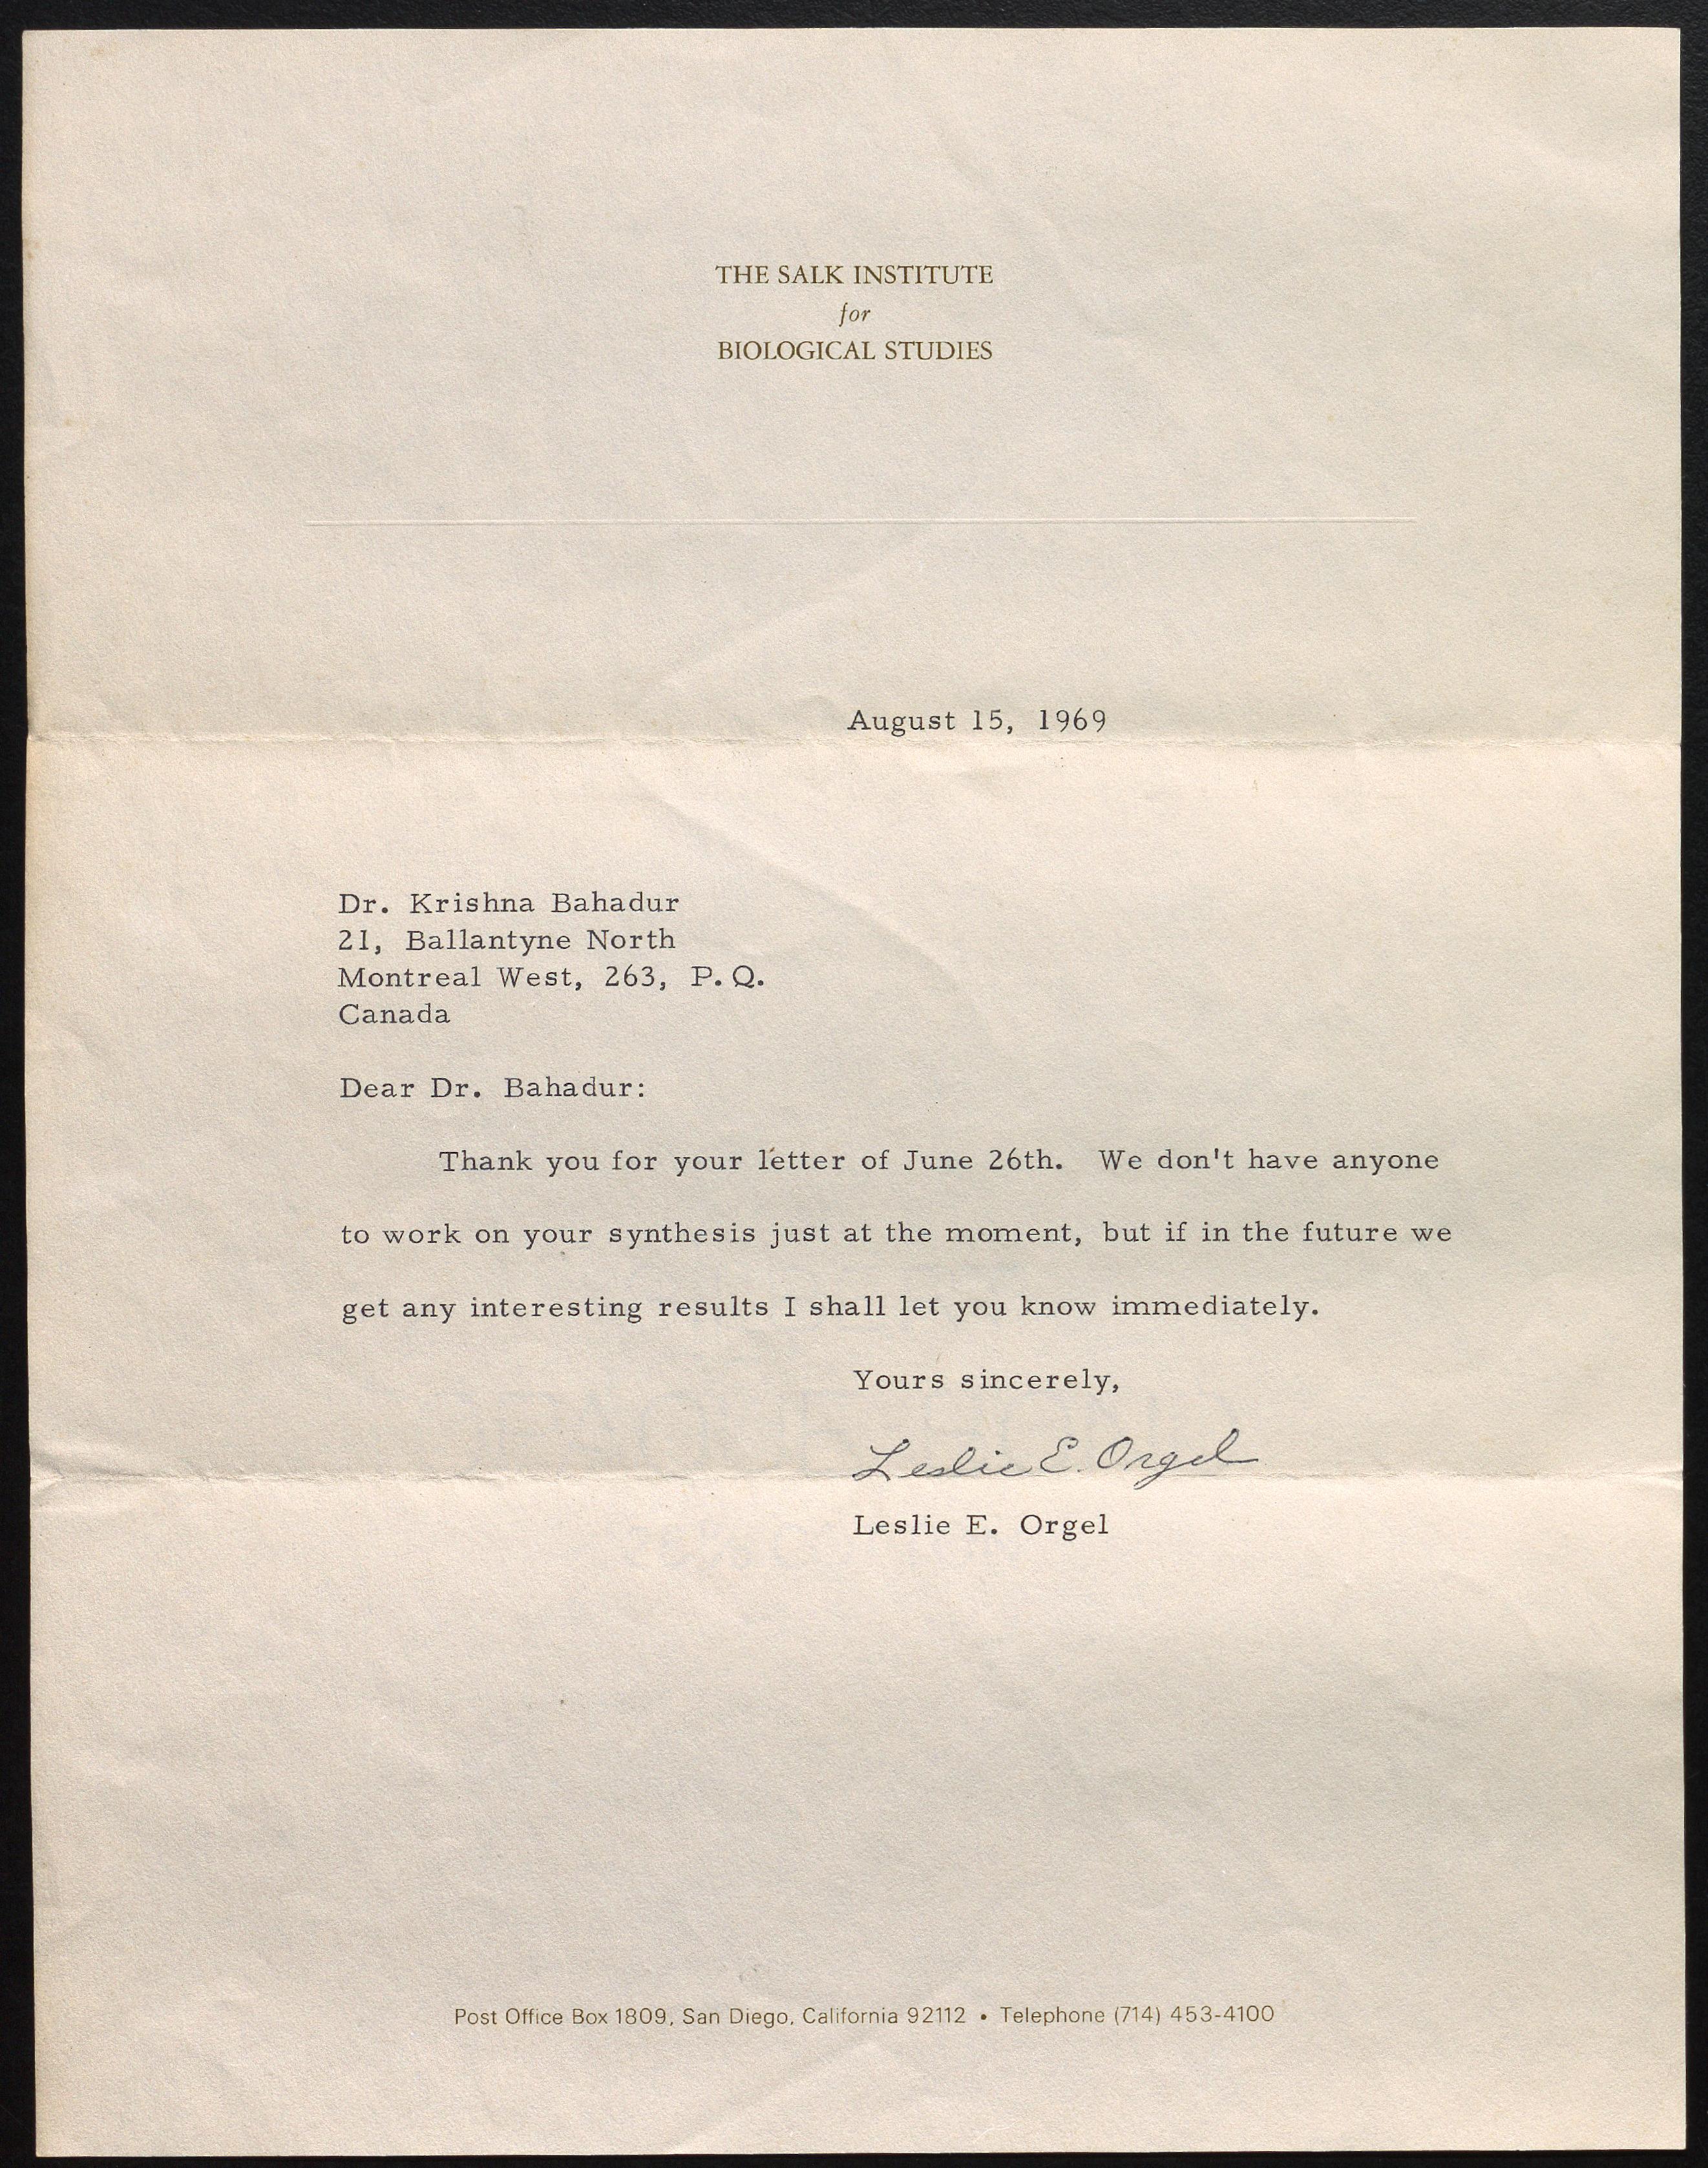 THE SALK INSTITUTE
for
BIOLOGICAL STUDIES
August 15, 1969
Dr. Krishna Bahadur
21, Ballantyne North
Montreal West, 263, P.Q.
Canada
Dear Dr. Bahadur:
Thank you for your letter of June 26th. We don't have anyone
to work on your synthesis just at the moment, but if in the future we
get any interesting results I shall let you know immediately.
Yours sincerely,
Leslie E. Orgel
Leslie E. Orgel
Post Office Box 1809, San Diego, California 92112 • Telephone (714) 453-4100